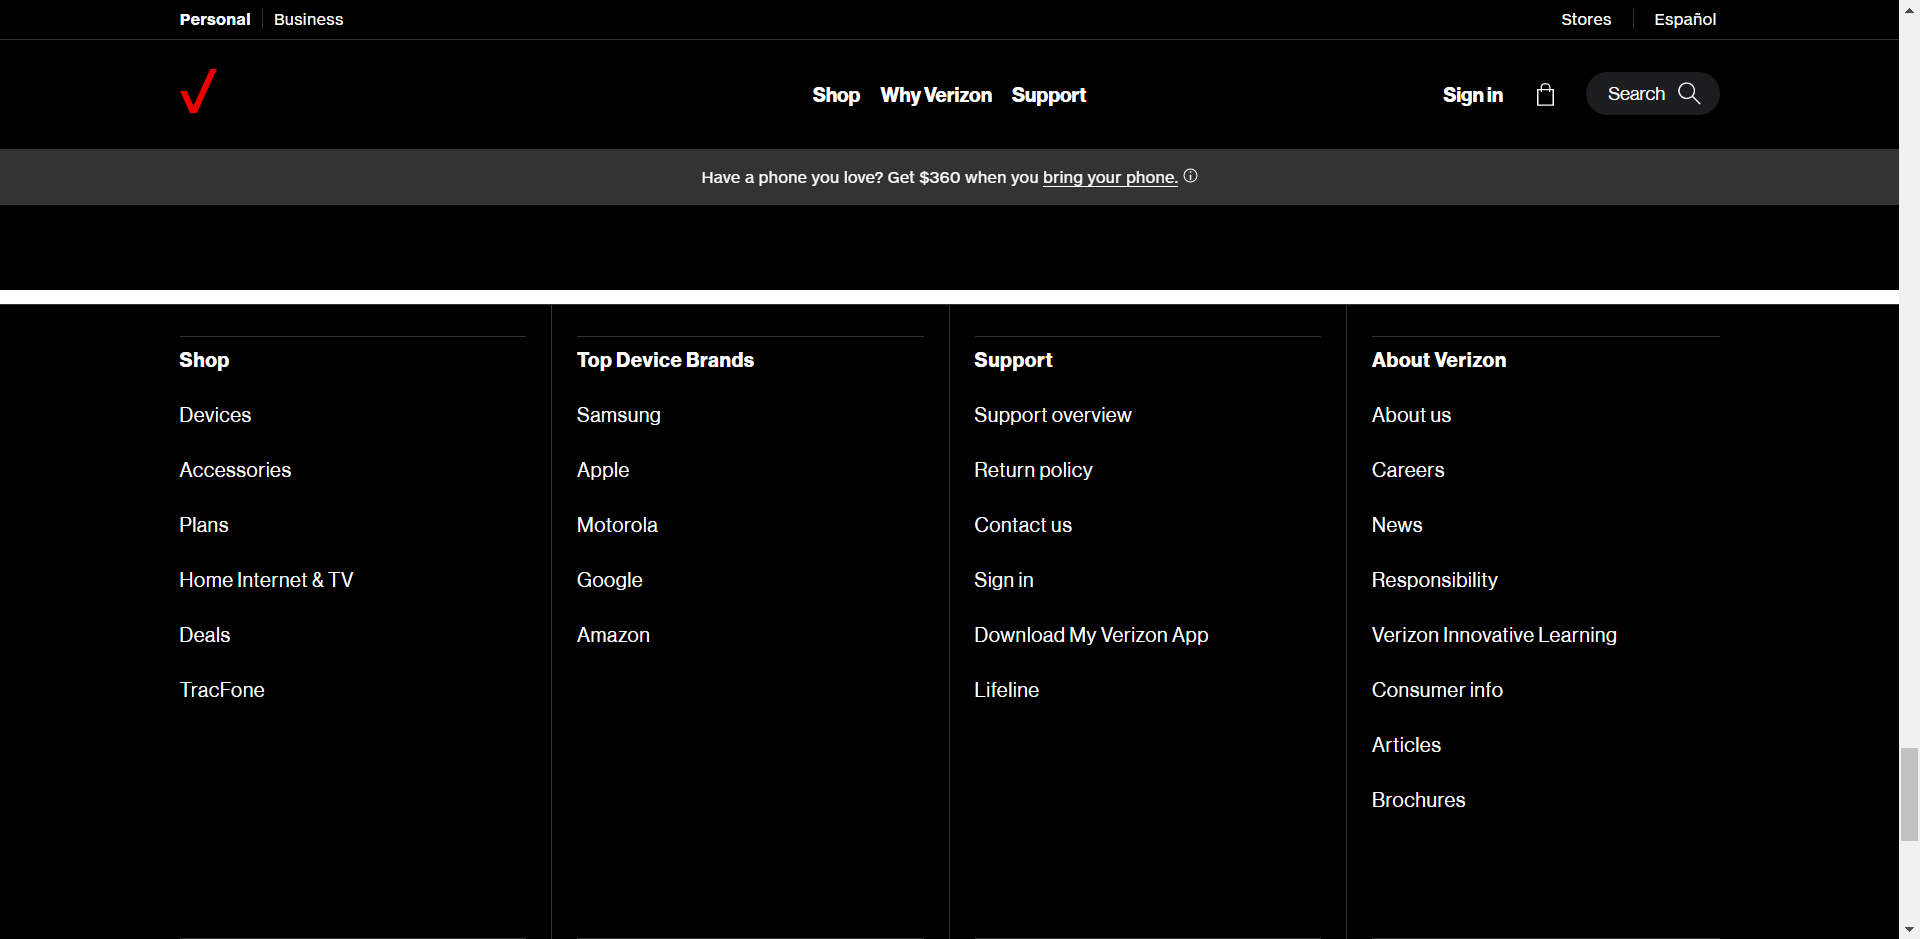 Personal Business Stores Español
Shop Why Verizon Support Sign in Search
Have a phone you love? Get $360 when you bring your phone.
Shop
Devices
Accessories
Plans
Home Internet & TV
Deals
TracFone
Top Device Brands
Samsung
Apple
Motorola
Google
Amazon
Support
Support overview
Return policy
Contact us
Sign in
Download My Verizon App
Lifeline
About Verizon
About us
Careers
News
Responsibility
Verizon Innovative Learning
Consumer info
Articles
Brochures